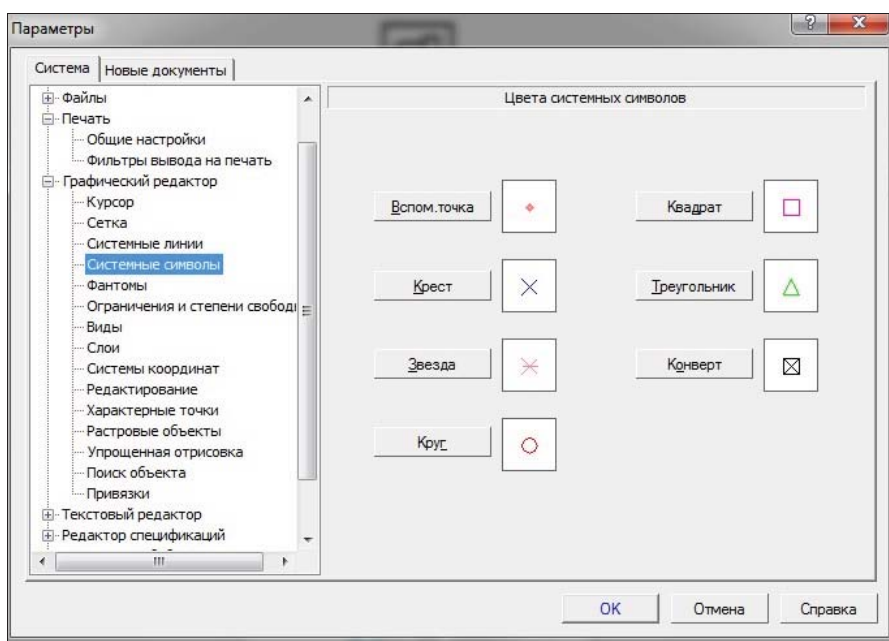 Параметры
Система
Новые документы
Файлы
Печать
Общие настройки
Фильтры вывода на печать
Графический редактор
Курсор
Сетка
Системные линии
Системные символы
Фантомы
Ограничения и степени свободы
Виды
Слои
Системы координат
Редактирование
Характерные точки
Растровые объекты
Упрощенная отрисовка
Поиск объекта
Привязки
Текстовый редактор
Редактор спецификаций
Цвета системных символов
Вспом.точка
Квадрат
Крест
Треугольник
Звезда
Конверт
Круг
OK
Отмена
Справка